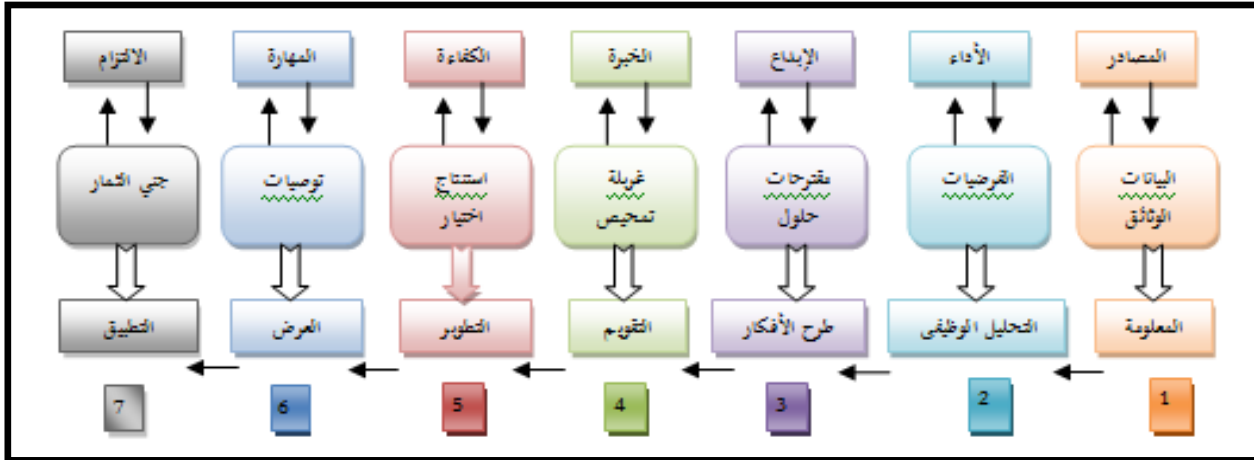 المصادر
الأداء
الإبداع
الخبرة
الكفاءة
المهارة
الالتزام
البيانات
الوثائق
الفرضيات
مقترحات
حلول
غربلة
تمحيص
استنتاج
اختيار
توصيات
جني الثمار
المعلومة
التحليل الوظيفى
طرح الأفكار
التقويم
التطوير
العرض
التطبيق
1
2
3
4
5
6
7